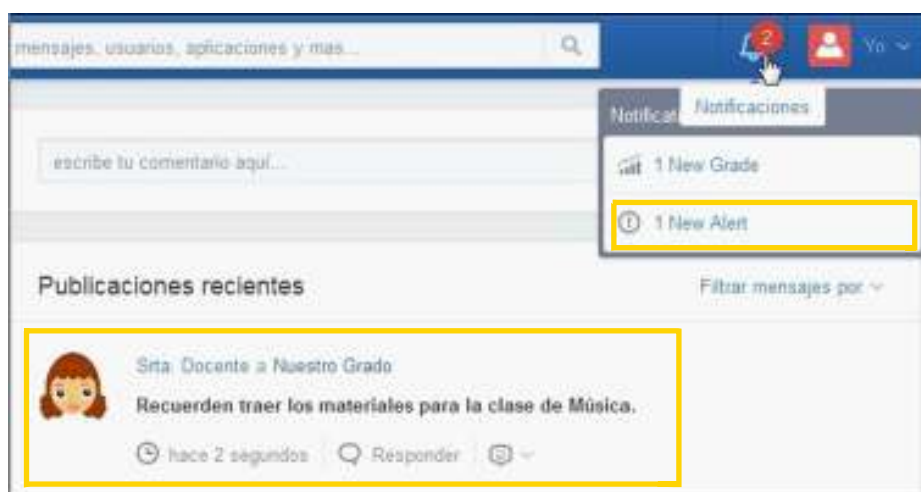 mensajes, usuarios, aplicaciones y mas...
2
Yo
Notificaciones
1 New Grade
escribe tu comentario aquí...
1 New Alert
Publicaciones recientes
Filtrar mensajes por
Srta. Docente a Nuestro Grado
Recuerden traer los materiales para la clase de Música.
hace 2 segundos Responder